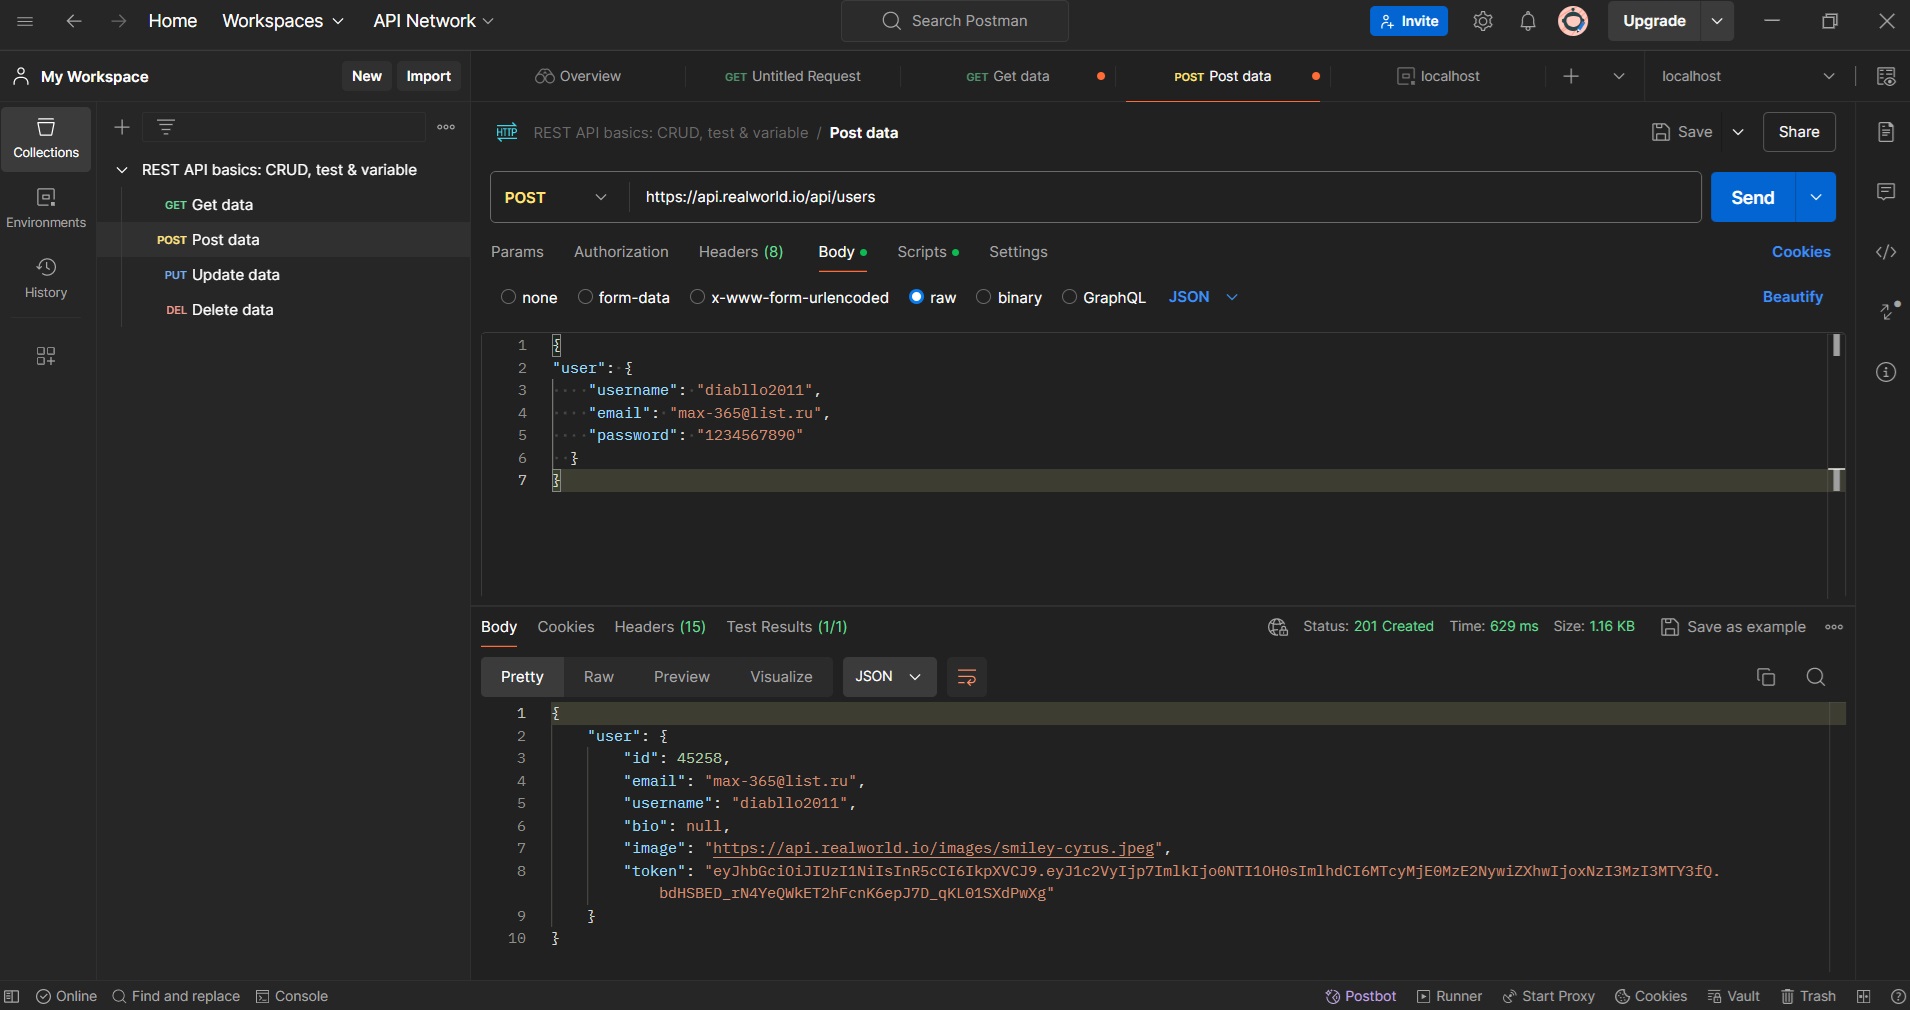 Home Workspaces API Network Search Postman Invite Upgrade
My Workspace New Import Overview GET Untitled Request GET Get data POST Post data localhost localhost
Collections
Environments
History
REST API basics: CRUD, test & variable
GET Get data
POST Post data
PUT Update data
DEL Delete data
HTTP REST API basics: CRUD, test & variable / Post data Save Share
POST https://api.realworld.io/api/users Send
Params Authorization Headers (8) Body Scripts Settings Cookies
none form-data x-www-form-urlencoded raw binary GraphQL JSON Beautify
1 {
2 "user": {
3 "username": "diabllo2011",
4 "email": "max-365@list.ru",
5 "password": "1234567890"
6 }
7 }
Body Cookies Headers (15) Test Results (1/1) Status: 201 Created Time: 629 ms Size: 1.16 KB Save as example
Pretty Raw Preview Visualize JSON
1 {
2 "user": {
3 "id": 45258,
4 "email": "max-365@list.ru",
5 "username": "diabllo2011",
6 "bio": null,
7 "image": "https://api.realworld.io/images/smiley-cyrus.jpeg",
8 "token": "eyJhbGciOiJIUzI1NiIsInR5cCI6IkpXVCJ9.eyJ1c2VyIjp7ImlkIjo0NTI1OH0sImlhdCI6MTcyMjE0MzE2NywiZXhwIjoxNzI3MzI3MTY3fQ.
bdHSBED_rN4YeQWkET2hFcnK6epJ7D_qKL01SXdPwXg"
9 }
10 }
Online Find and replace Console Postbot Runner Start Proxy Cookies Vault Trash